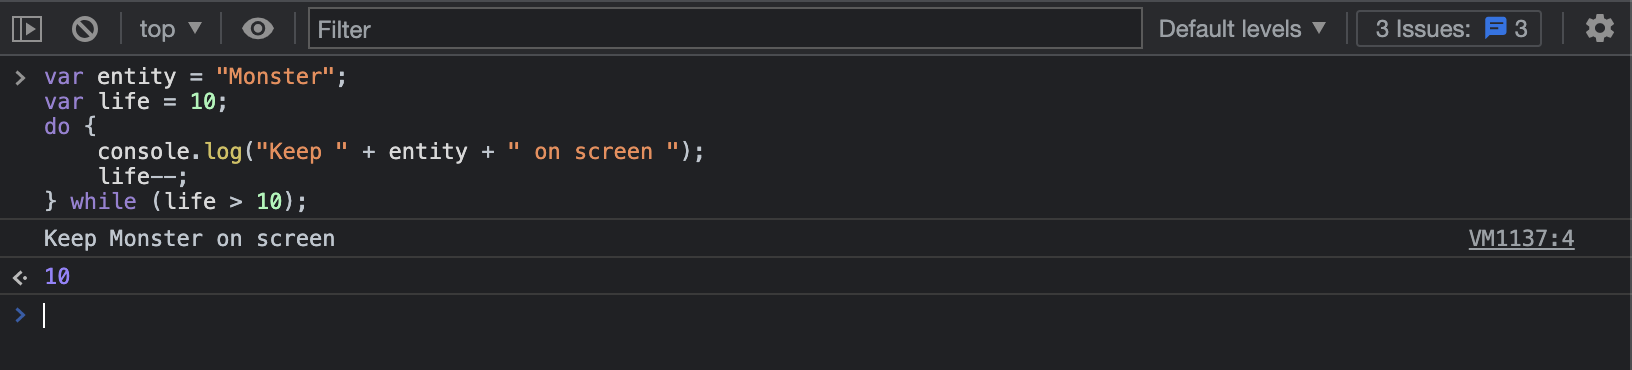 top ▼ Filter Default levels ▼ 3 Issues: 3
> var entity = "Monster";
var life = 10;
do {
    console.log("Keep " + entity + " on screen ");
    life--;
} while (life > 10);
Keep Monster on screen VM1137:4
10
>